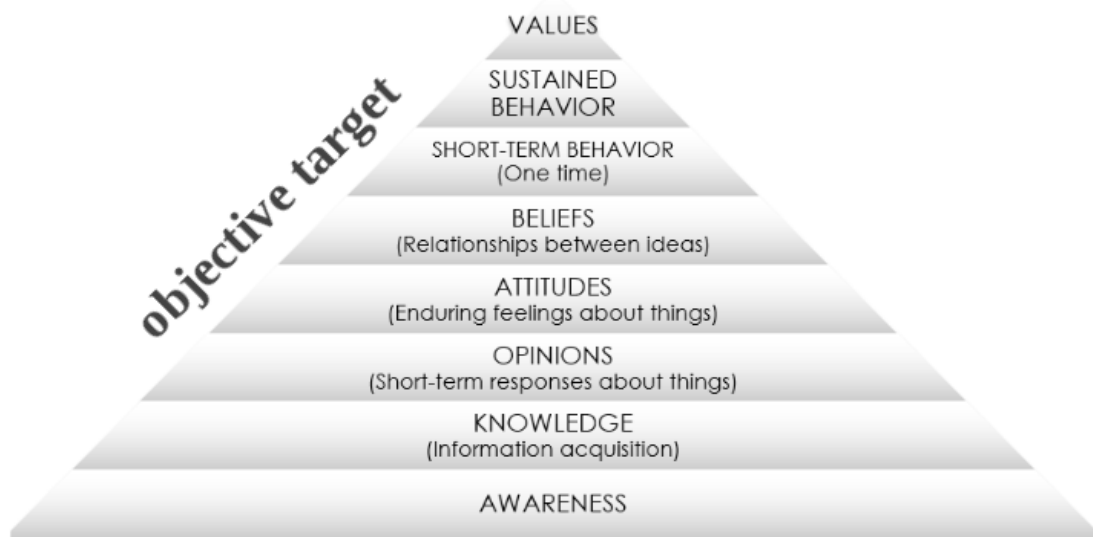 VALUES
SUSTAINED
BEHAVIOR
SHORT-TERM BEHAVIOR
(One time)
BELIEFS
(Relationships between ideas)
ATTITUDES
(Enduring feelings about things)
OPINIONS
(Short-term responses about things)
KNOWLEDGE
(Information acquisition)
AWARENESS
objective target